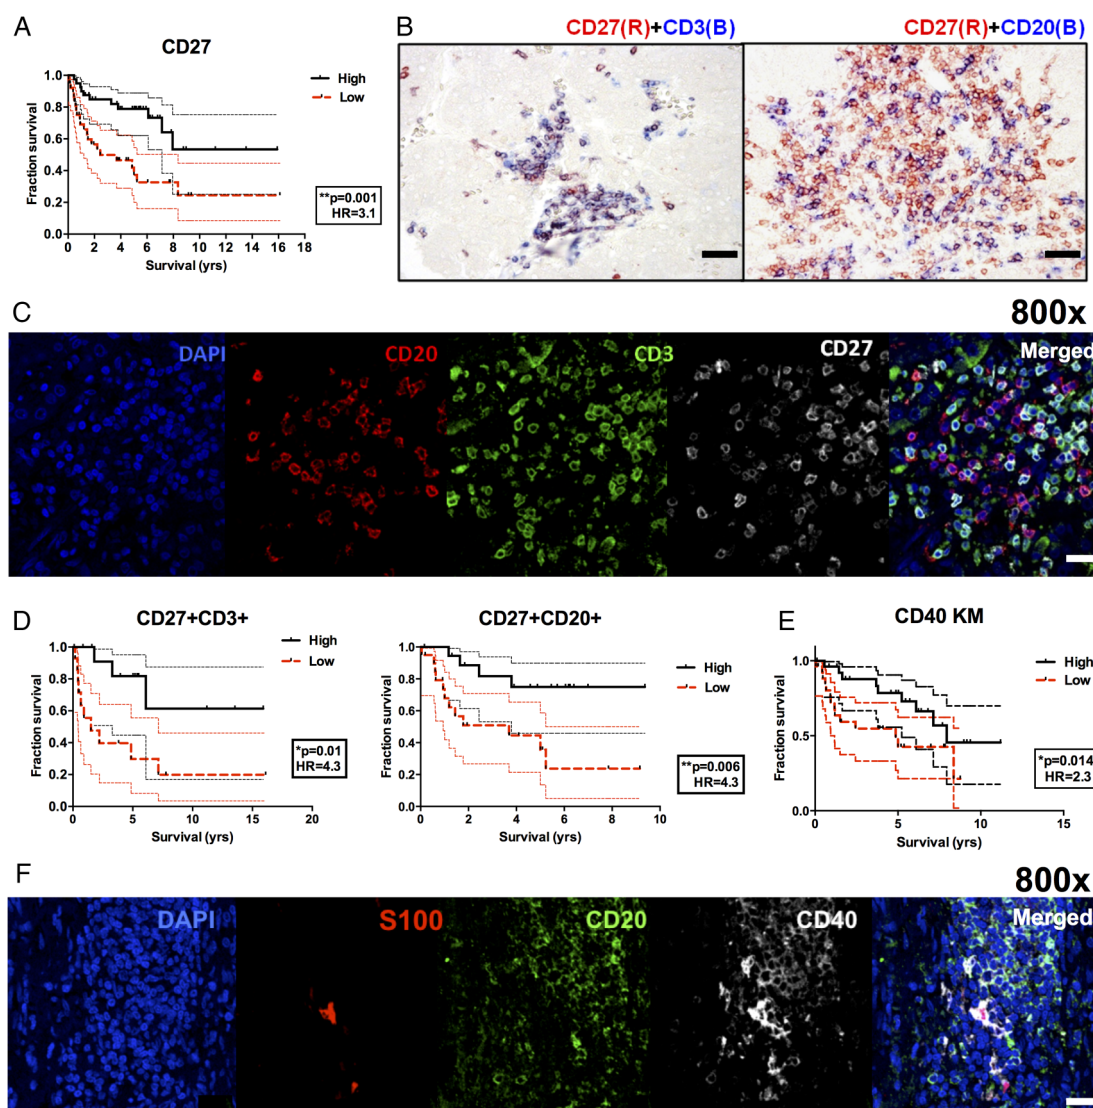 A
CD27
Fraction survival
1.0
0.8
0.6
0.4
0.2
0.0
0 2 4 6 8 10 12 14 16 18
Survival (yrs)
High
Low
**p=0.001
HR=3.1
B
CD27(R)+CD3(B)
CD27(R)+CD20(B)
C
800x
DAPI
CD20
CD3
CD27
Merged
D
CD27+CD3+
Fraction survival
1.0
0.8
0.6
0.4
0.2
0.0
0 5 10 15 20
Survival (yrs)
High
Low
*p=0.01
HR=4.3
CD27+CD20+
Fraction survival
1.0
0.8
0.6
0.4
0.2
0.0
0 2 4 6 8 10
Survival (yrs)
High
Low
**p=0.006
HR=4.3
E
CD40 KM
Fraction survival
1.0
0.5
0.0
0 5 10 15
Survival (yrs)
High
Low
*p=0.014
HR=2.3
F
800x
DAPI
S100
CD20
CD40
Merged